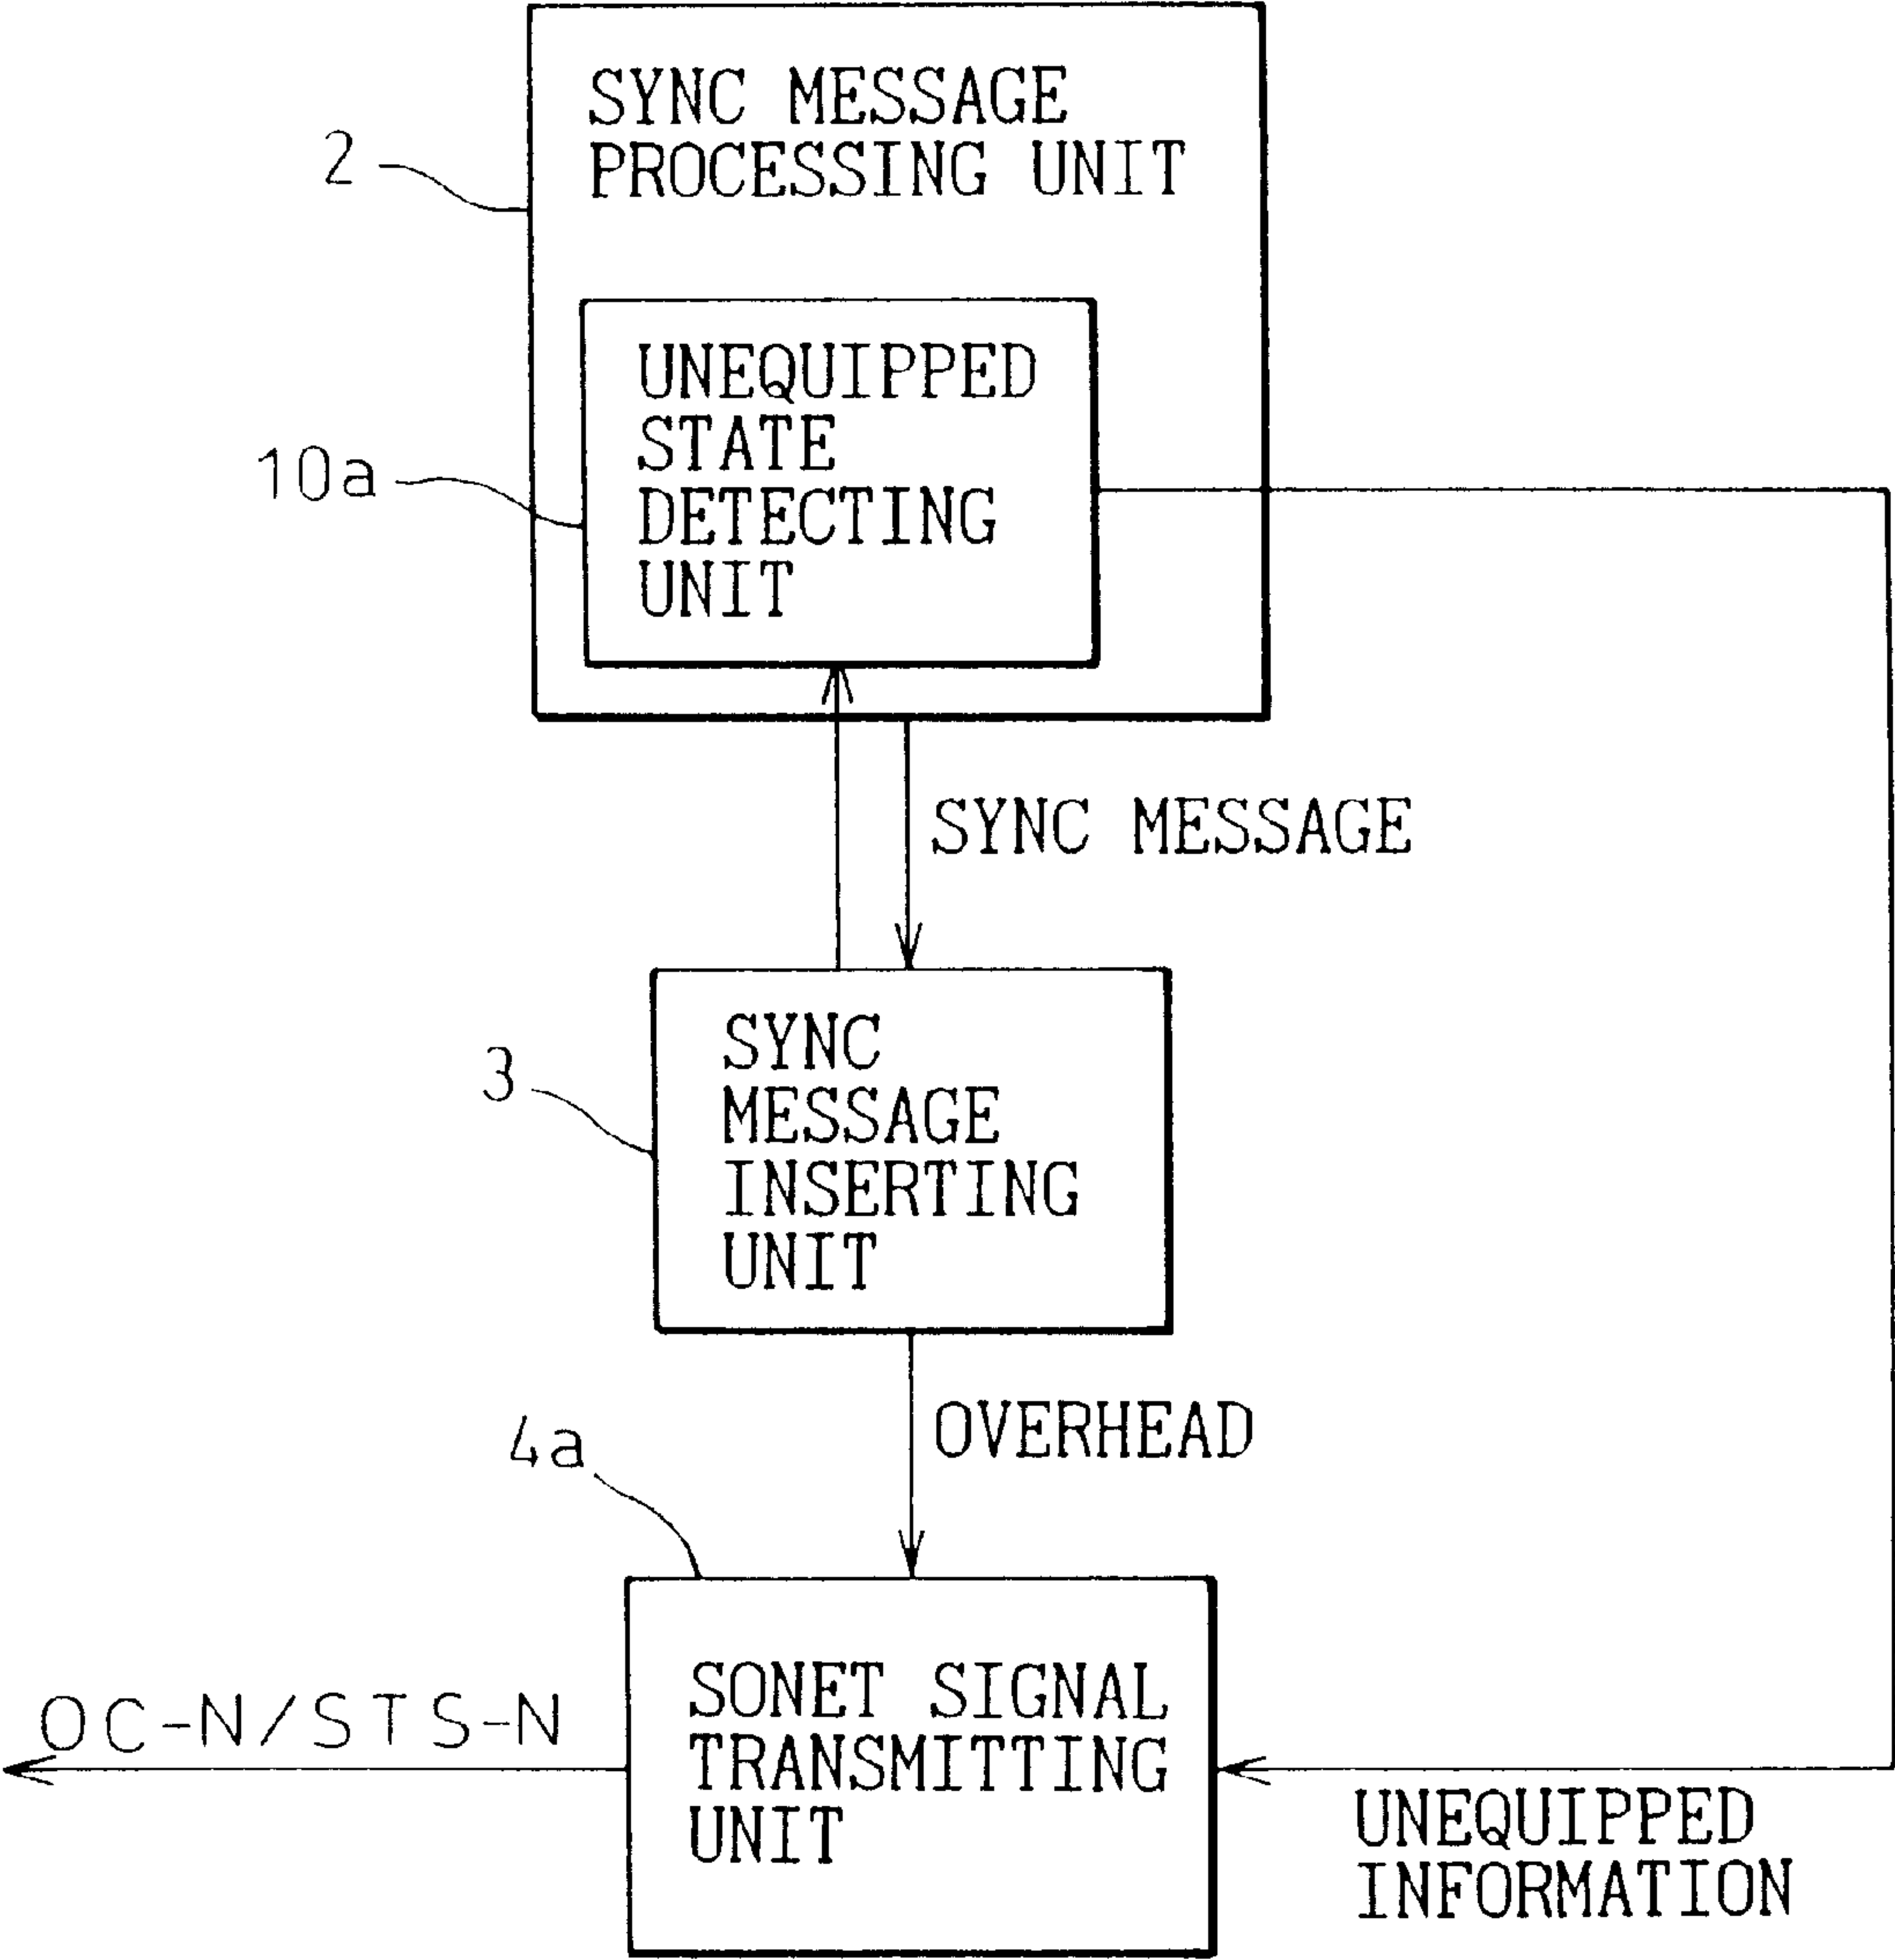 SYNC MESSAGE
PROCESSING UNIT
2
UNEQUIPPED
STATE
DETECTING
UNIT
10a
SYNC MESSAGE
SYNC
MESSAGE
INSERTING
UNIT
3
OVERHEAD
4a
SONET SIGNAL
TRANSMITTING
UNIT
OC-N/STS-N
UNEQUIPPED
INFORMATION